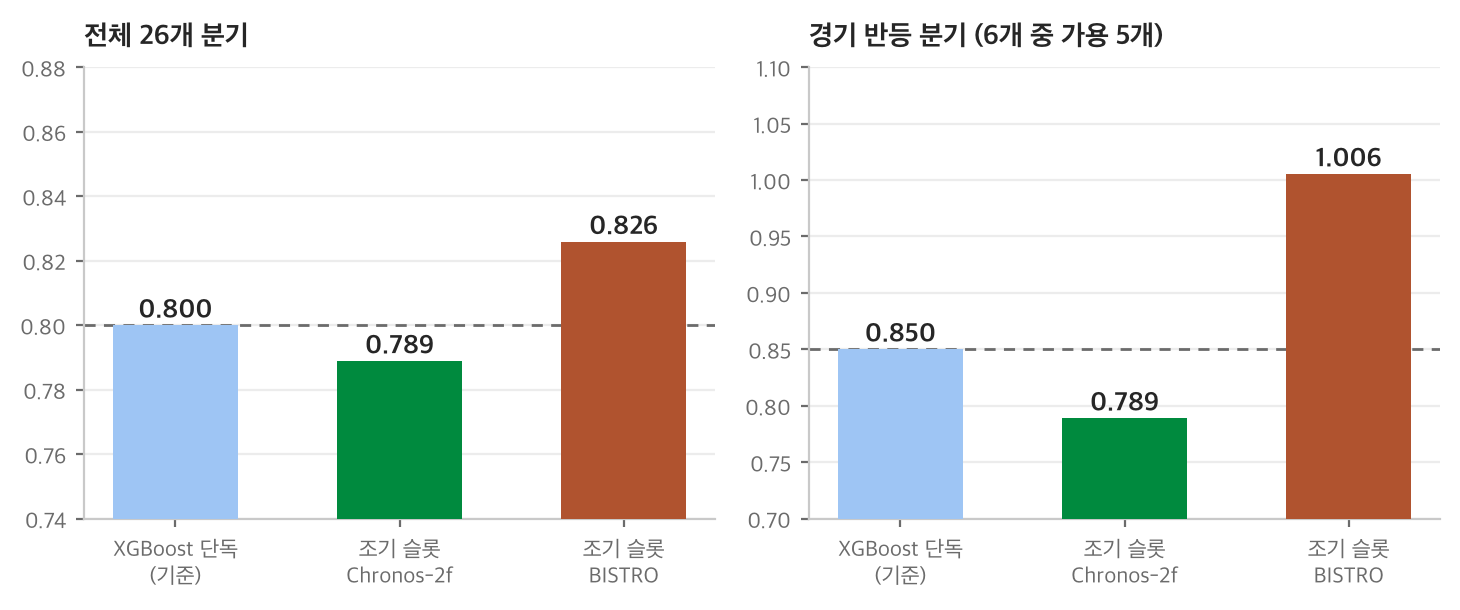 전체 26개 분기
0.88
0.86
0.84
0.82
0.80
0.78
0.76
0.74
0.800
0.789
0.826
XGBoost 단독
(기준)
조기 슬롯
Chronos-2f
조기 슬롯
BISTRO
경기 반등 분기 (6개 중 가용 5개)
1.10
1.05
1.00
0.95
0.90
0.85
0.80
0.75
0.70
0.850
0.789
1.006
XGBoost 단독
(기준)
조기 슬롯
Chronos-2f
조기 슬롯
BISTRO